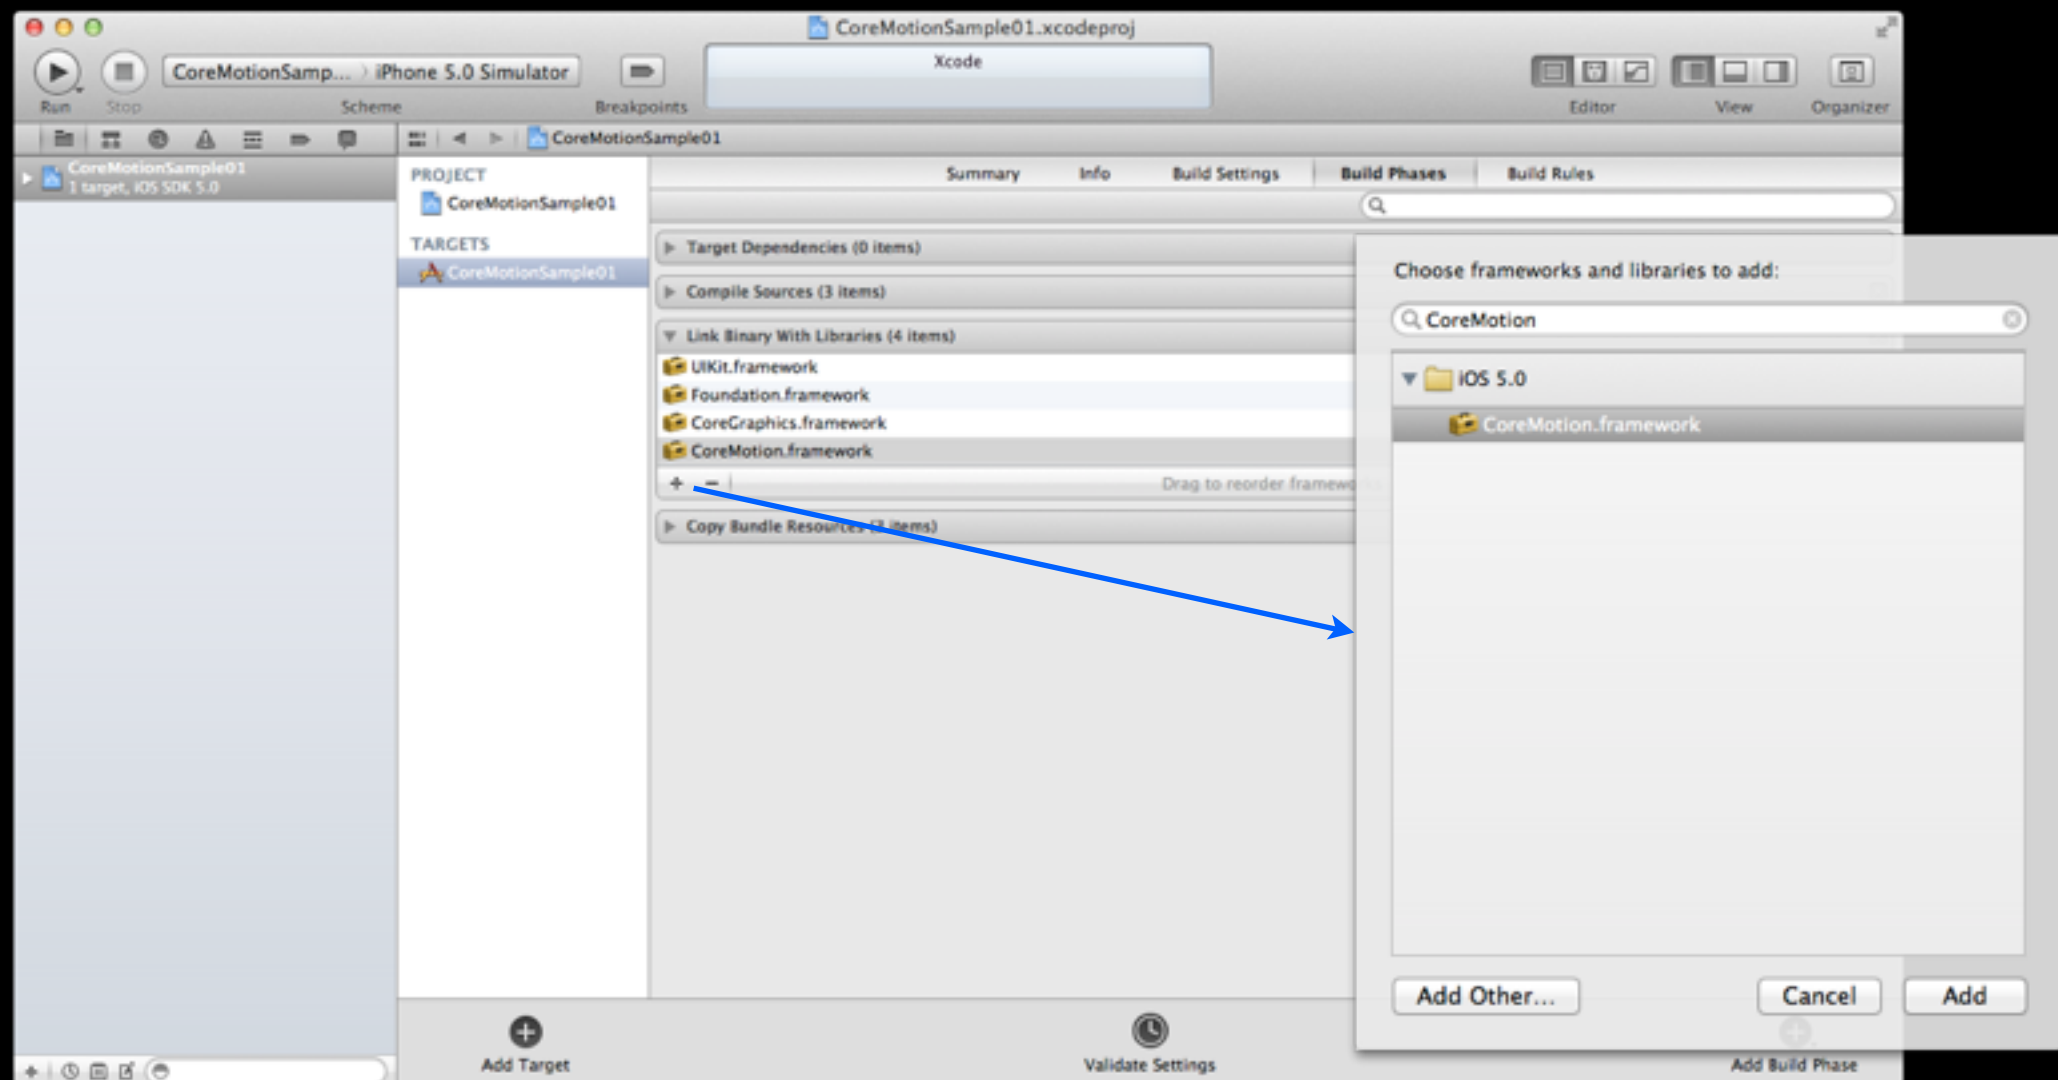 CoreMotionSample01.xcodeproj
CoreMotionSamp... iPhone 5.0 Simulator
Xcode
Run Stop Scheme Breakpoints Editor View Organizer
CoreMotionSample01
CoreMotionSample01
1 target, iOS SDK 5.0
PROJECT
CoreMotionSample01
TARGETS
CoreMotionSample01
Summary Info Build Settings Build Phases Build Rules
Target Dependencies (0 items)
Compile Sources (3 items)
Link Binary With Libraries (4 items)
UIKit.framework
Foundation.framework
CoreGraphics.framework
CoreMotion.framework
Drag to reorder
Copy Bundle Resources items)
Choose frameworks and libraries to add:
CoreMotion
iOS 5.0
CoreMotion.framework
Add Other... Cancel Add
Add Target Validate Settings Add Build Phase